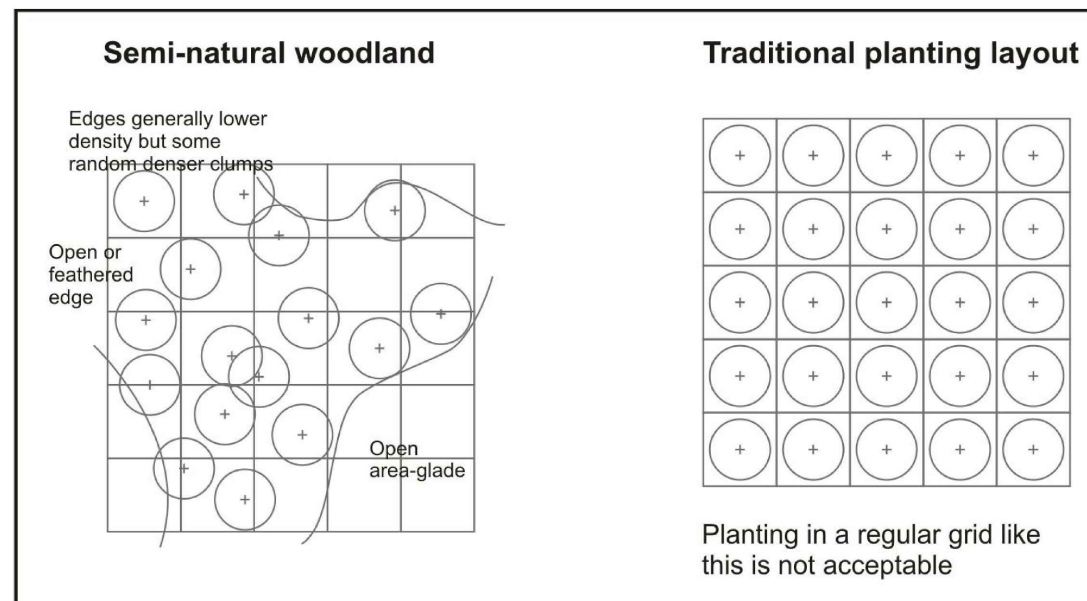 Semi-natural woodland
Edges generally lower
density but some
random denser clumps
Open or
feathered
edge
Open
area-glade
Traditional planting layout
Planting in a regular grid like
this is not acceptable